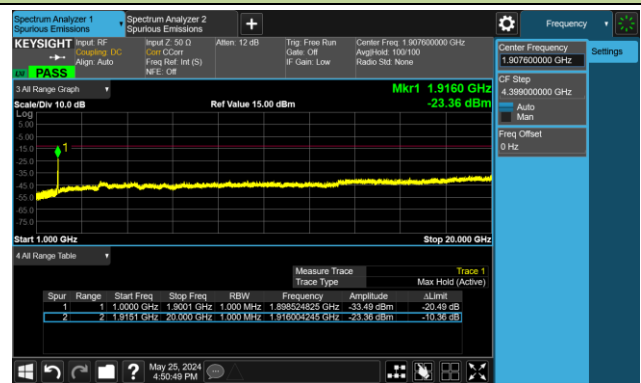 Spectrum Analyzer 1
Spurious Emissions
Spectrum Analyzer 2
Spurious Emissions
Frequency
KEYSIGHT
Input: RF
Coupling: DC
Align: Auto
Input Z: 50 Ω
Corr CCorr
Freq Ref: Int (S)
NFE: Off
Atten: 12 dB
Trig: Free Run
Gate: Off
IF Gain: Low
Center Freq: 1.907600000 GHz
Avg|Hold: 100/100
Radio Std: None
PASS
Center Frequency
1.907600000 GHz
Settings
CF Step
4.399000000 GHz
Auto
Man
Freq Offset
0 Hz
3 All Range Graph
Mkr1 1.9160 GHz
-23.36 dBm
Scale/Div 10.0 dB
Ref Value 15.00 dBm
Log
5.00
-5.00
-15.0
-25.0
-35.0
-45.0
-55.0
-65.0
-75.0
1
Start 1.000 GHz
Stop 20.000 GHz
4 All Range Table
Measure Trace Trace 1
Trace Type Max Hold (Active)
Spur Range Start Freq Stop Freq RBW Frequency Amplitude ΔLimit
1 1 1.0000 GHz 1.9001 GHz 1.000 MHz 1.898524825 GHz -33.49 dBm -20.49 dB
2 2 1.9151 GHz 20.000 GHz 1.000 MHz 1.916004245 GHz -23.36 dBm -10.36 dB
May 25, 2024
4:50:49 PM